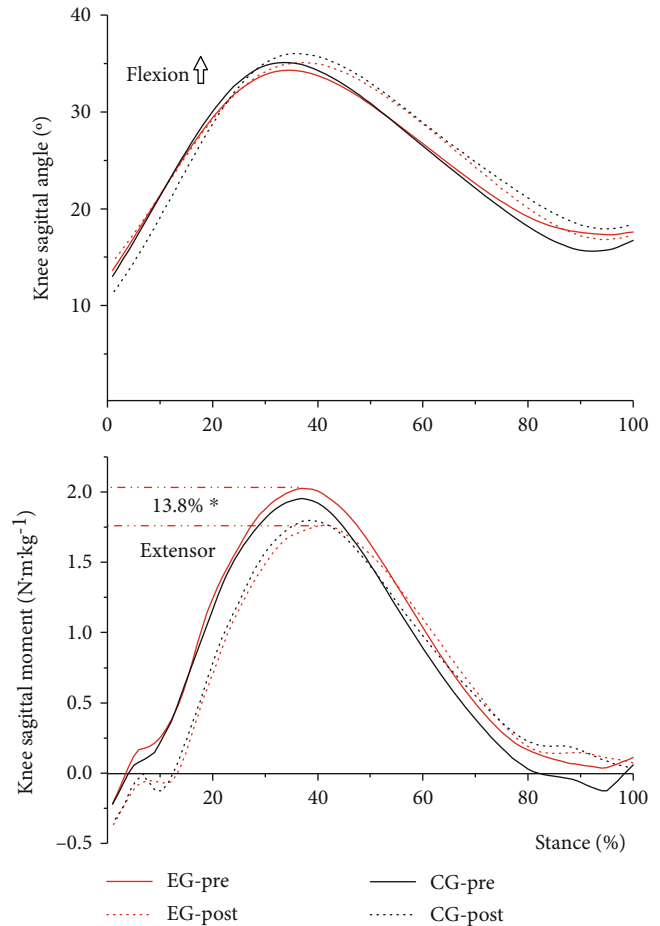 40
Flexion
30
Knee sagittal angle (º)
20
10
0 20 40 60 80 100
2.0
13.8% *
1.5
Extensor
Knee sagittal moment (N·m·kg-1)
1.0
0.5
0.0
20 40 60 80 100
–0.5
Stance (%)
EG-pre CG-pre
EG-post CG-post